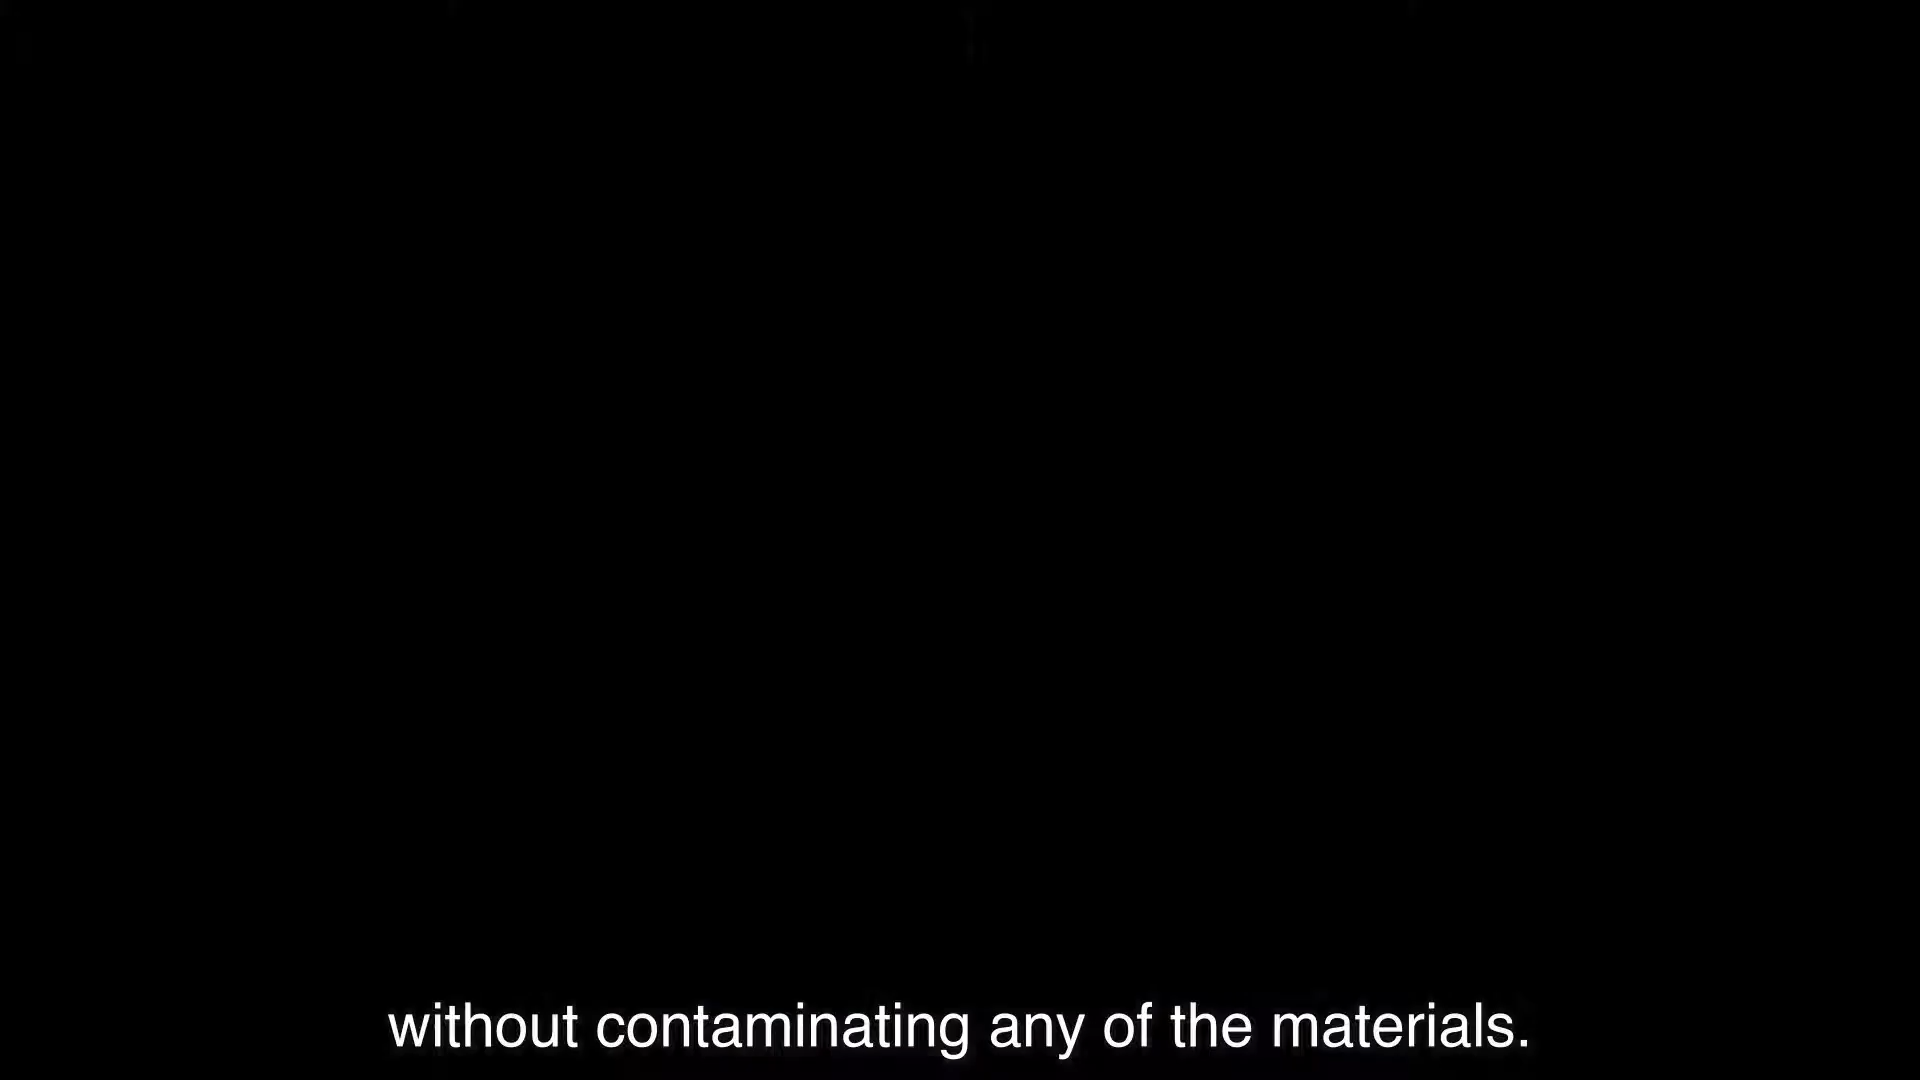 without contaminating any of the materials.